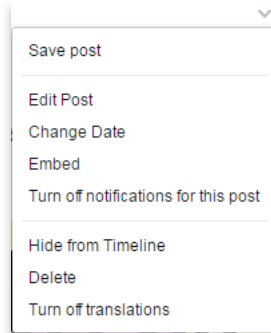 Save post
Edit Post
Change Date
Embed
Turn off notifications for this post
Hide from Timeline
Delete
Turn off translations